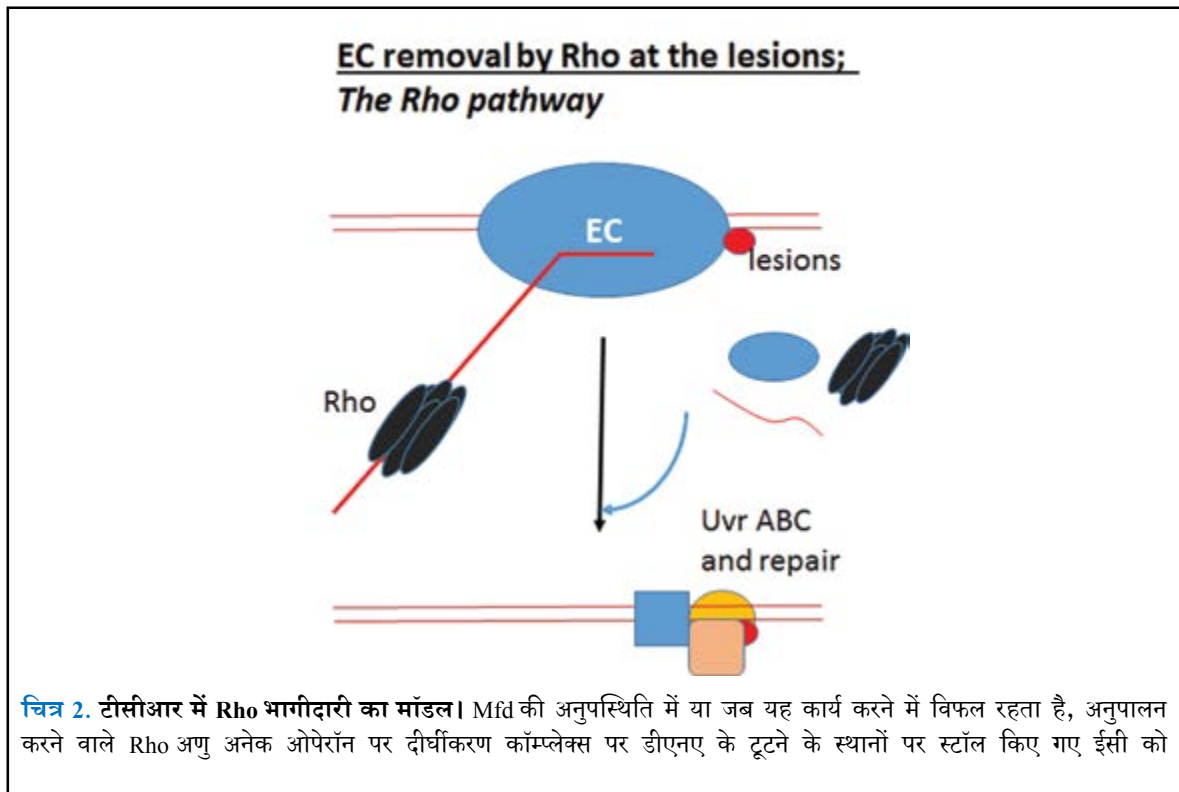 EC removal by Rho at the lesions;
The Rho pathway
EC
lesions
Rho
Uvr ABC
and repair
चित्र 2. टीसीआर में Rho भागीदारी का मॉडल। Mfd की अनुपस्थिति में या जब यह कार्य करने में विफल रहता है, अनुपालन
करने वाले Rho अणु अनेक ओपेरॉन पर दीर्घीकरण कॉम्प्लेक्स पर डीएनए के टूटने के स्थानों पर स्टॉल किए गए ईसी को